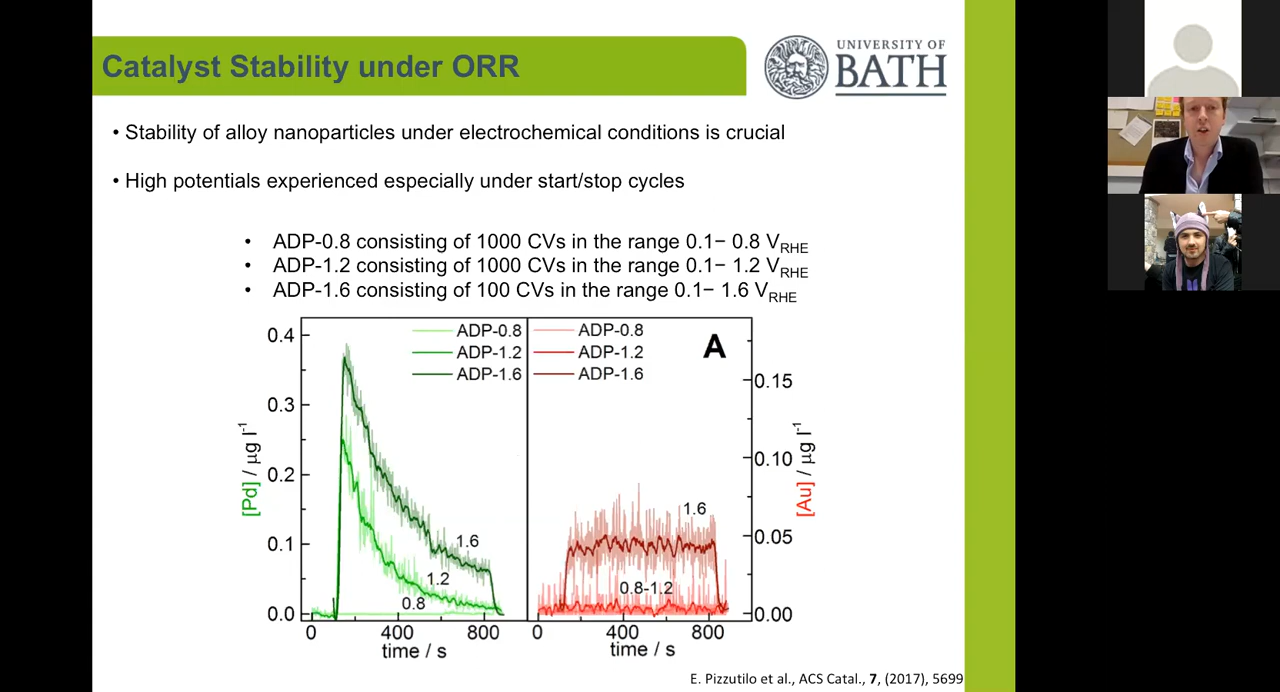 Catalyst Stability under ORR
UNIVERSITY OF
BATH
• Stability of alloy nanoparticles under electrochemical conditions is crucial
• High potentials experienced especially under start/stop cycles
• ADP-0.8 consisting of 1000 CVs in the range 0.1− 0.8 VRHE
• ADP-1.2 consisting of 1000 CVs in the range 0.1− 1.2 VRHE
• ADP-1.6 consisting of 100 CVs in the range 0.1− 1.6 VRHE
[Pd] / µg l-1
0.4
0.3
0.2
0.1
0.0
ADP-0.8
ADP-1.2
ADP-1.6
1.6
1.2
0.8
0 400 800
time / s
ADP-0.8
ADP-1.2
ADP-1.6
A
1.6
0.8-1.2
0 400 800
time / s
0.15
0.10
0.05
0.00
[Au] / µg l-1
E. Pizzutilo et al., ACS Catal., 7, (2017), 5699